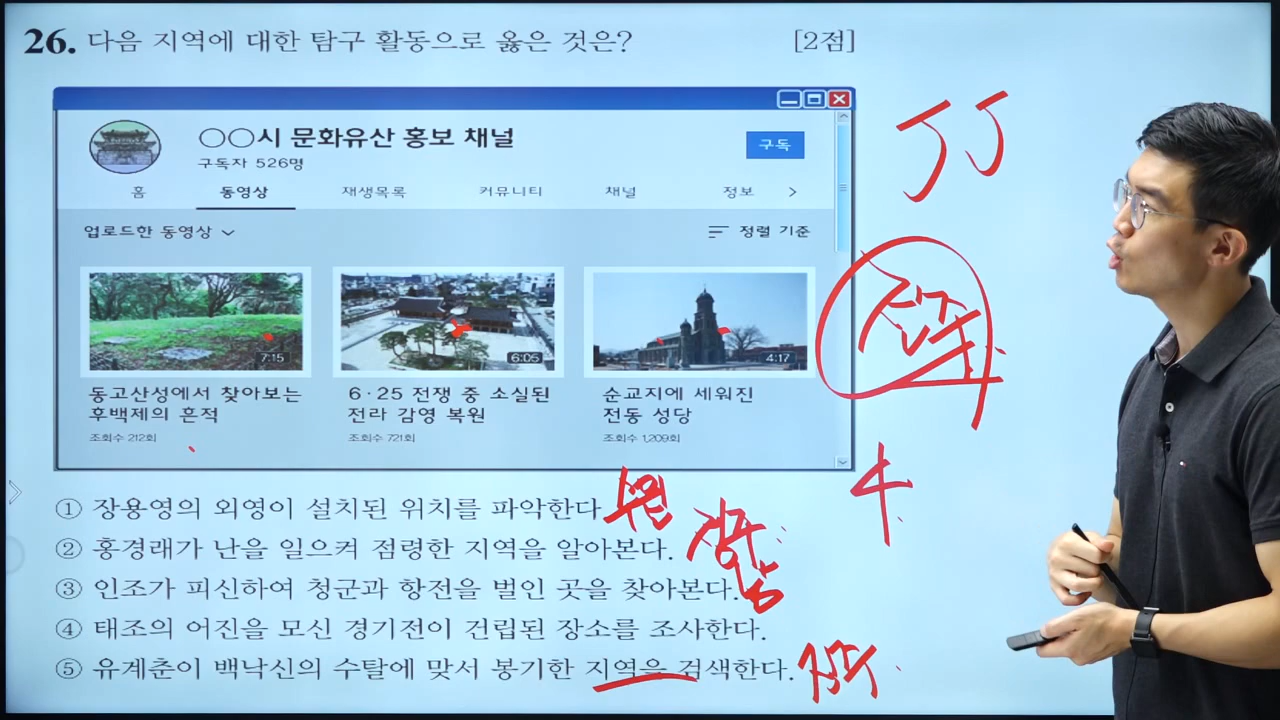 26. 다음 지역에 대한 탐구 활동으로 옳은 것은? [2점]
○○시 문화유산 홍보 채널
구독자 526명
구독
홈 동영상 재생목록 커뮤니티 채널 정보
업로드한 동영상 정렬 기준
7:15 6:05 4:17
동고산성에서 찾아보는
후백제의 흔적
조회수 212회
6·25 전쟁 중 소실된
전라 감영 복원
조회수 721회
순교지에 세워진
전동 성당
조회수 1,209회
JJ
전주
4
① 장용영의 외영이 설치된 위치를 파악한다. 수원
② 홍경래가 난을 일으켜 점령한 지역을 알아본다. 정주
③ 인조가 피신하여 청군과 항전을 벌인 곳을 찾아본다.
④ 태조의 어진을 모신 경기전이 건립된 장소를 조사한다.
⑤ 유계춘이 백낙신의 수탈에 맞서 봉기한 지역을 검색한다. 진주